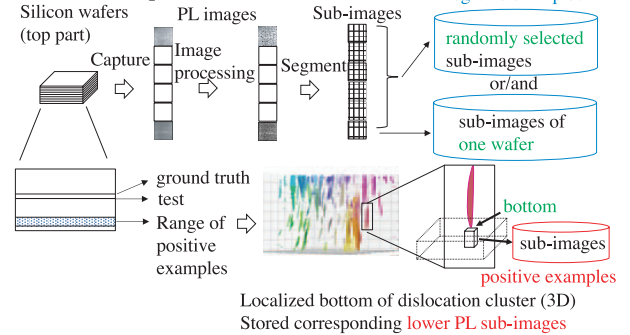 Silicon wafers
(top part)
PL images
Sub-images
Capture
Image
processing
Segment
randomly selected
sub-images
or/and
sub-images of
one wafer
ground truth
test
Range of
positive
examples
bottom
sub-images
positive examples
Localized bottom of dislocation cluster (3D)
Stored corresponding lower PL sub-images